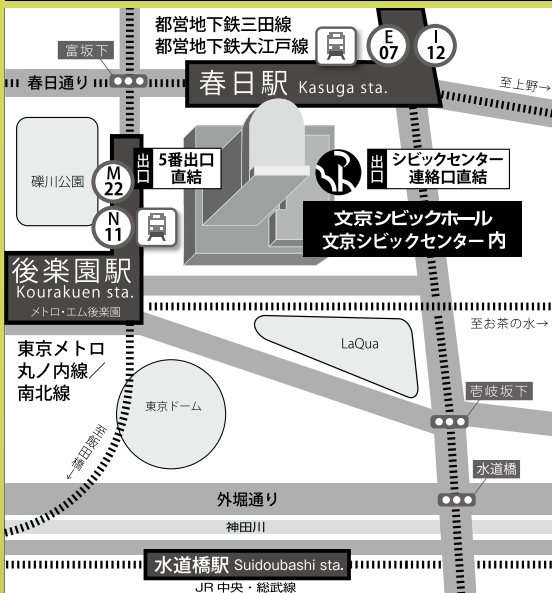 都営地下鉄三田線
都営地下鉄大江戸線
E
07
I
12
富坂下
春日通り
春日駅 Kasuga sta.
至上野→
礫川公園
M
22
出口
5番出口
直結
出口
シビックセンター
連絡口直結
N
11
文京シビックホール
文京シビックセンター 内
後楽園駅
Kourakuen sta.
メトロ・エム後楽園
至お茶の水→
東京メトロ
丸ノ内線／
南北線
LaQua
東京ドーム
壱岐坂下
至飯田橋→
水道橋
外堀通り
神田川
水道橋駅 Suidoubashi sta.
JR 中央・総武線